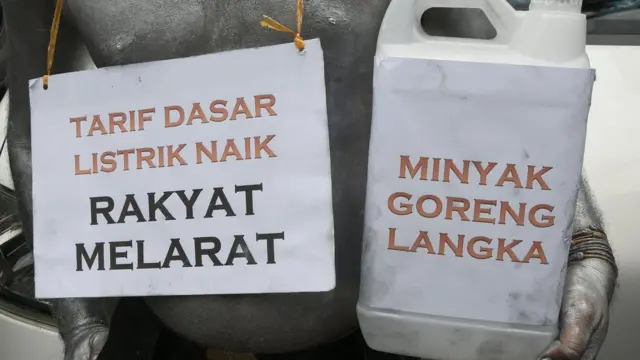 TARIF DASAR
LISTRIK NAIK
RAKYAT
MELARAT
MINYAK
GORENG
LANGKA